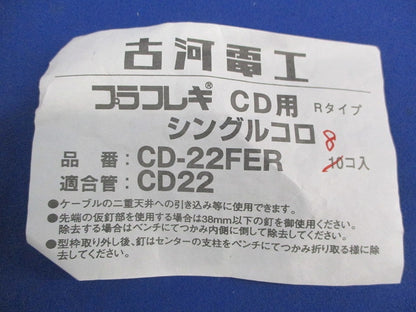 古河電工
プラフレキ® CD用 Rタイプ
シングルコロ 8
品番：CD-22FER 10コ入
適合管：CD22
●ケーブルの二重天井への引き込み等に使用できます。
●先端の仮釘部を使用する場合は38mm以下の釘を御使用ください。
除去する場合はペンチにてつかみ内側に倒して除去してください。
●型枠取り外し後、釘はセンターの支柱をペンチにてつかみ折り取る様に除
去してください。